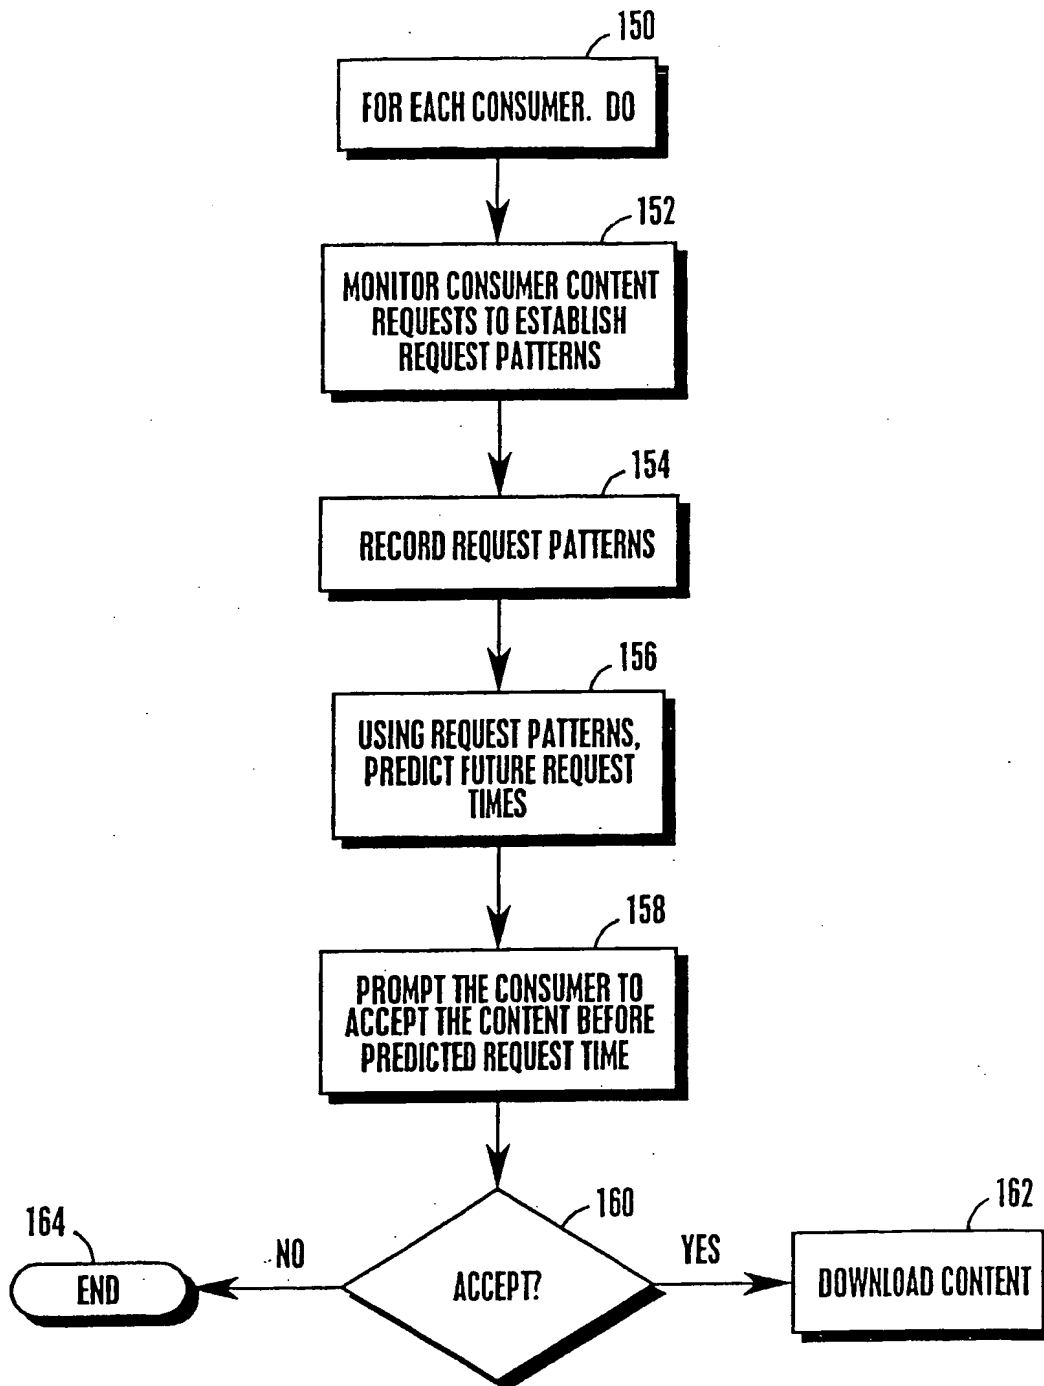 150
FOR EACH CONSUMER. DO
152
MONITOR CONSUMER CONTENT
REQUESTS TO ESTABLISH
REQUEST PATTERNS
154
RECORD REQUEST PATTERNS
156
USING REQUEST PATTERNS,
PREDICT FUTURE REQUEST
TIMES
158
PROMPT THE CONSUMER TO
ACCEPT THE CONTENT BEFORE
PREDICTED REQUEST TIME
160
ACCEPT?
NO
164
END
YES
162
DOWNLOAD CONTENT